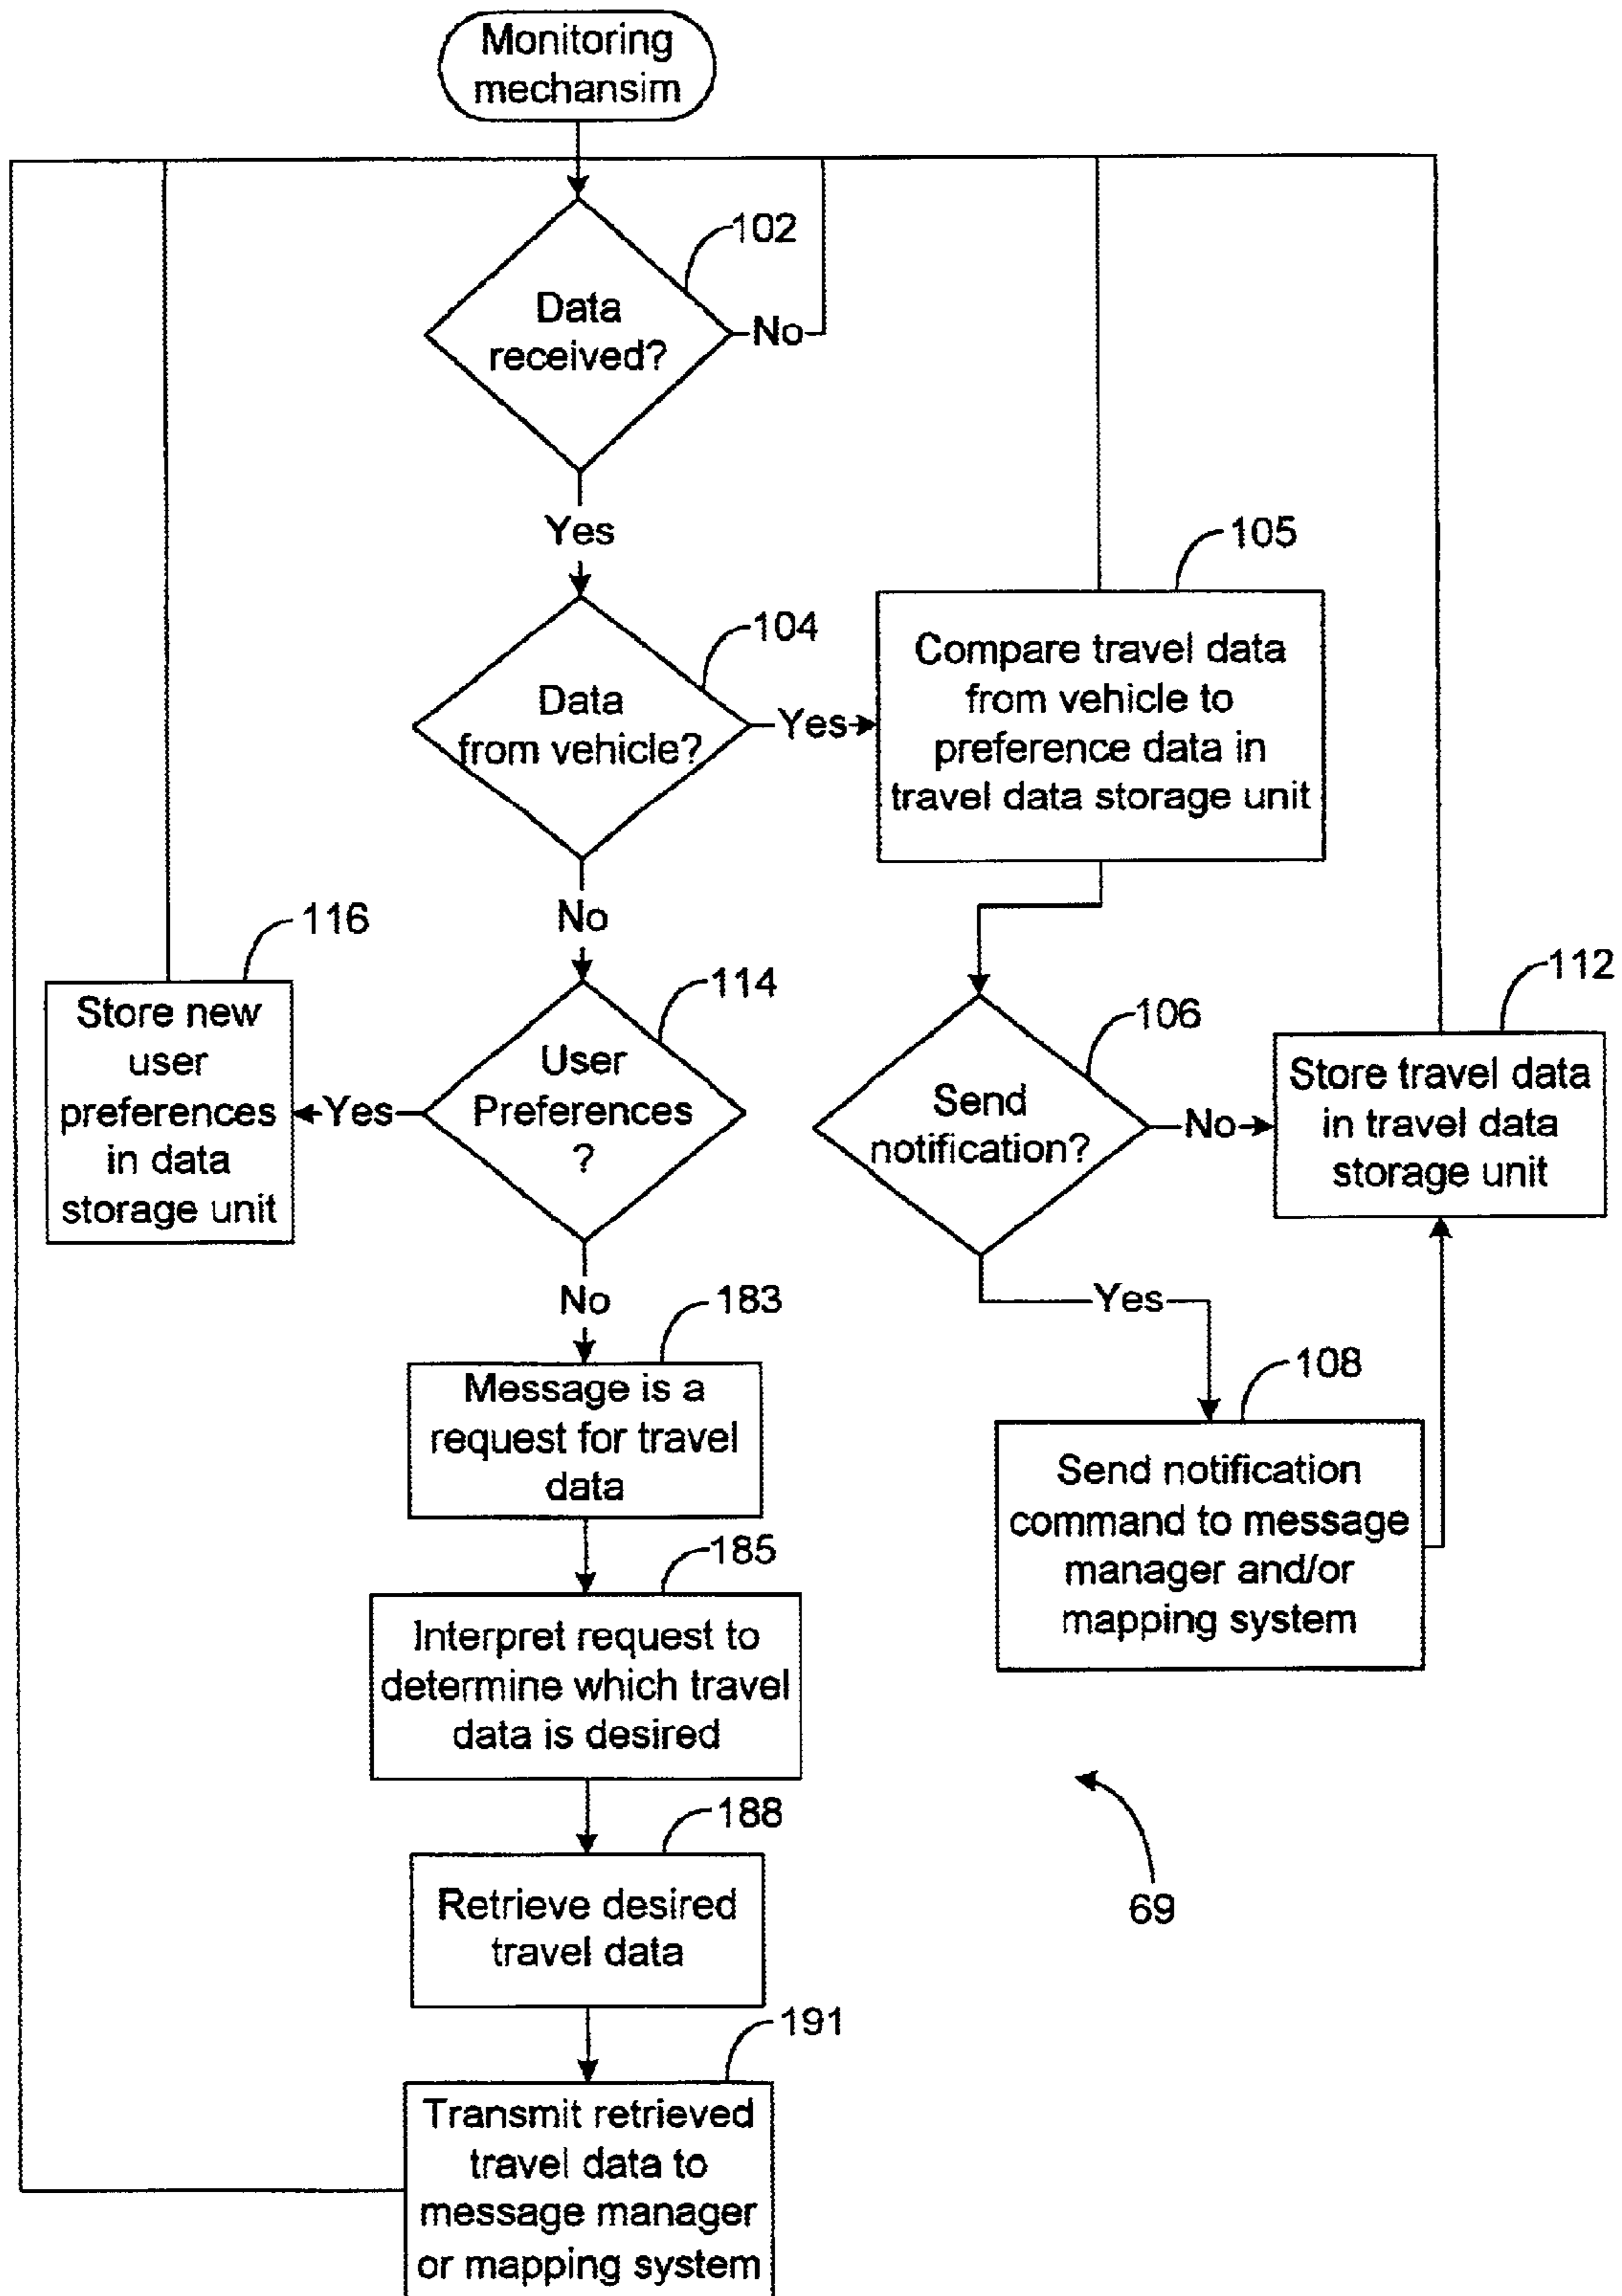 Monitoring
mechansim
102
Data
received?
No
Yes
104
Data
from vehicle?
Yes
105
Compare travel data
from vehicle to
preference data in
travel data storage unit
No
116
Store new
user
preferences
in data
storage unit
Yes
114
User
Preferences
?
106
Send
notification?
No
112
Store travel data
in travel data
storage unit
No
Yes
183
Message is a
request for travel
data
108
Send notification
command to message
manager and/or
mapping system
185
Interpret request to
determine which travel
data is desired
188
Retrieve desired
travel data
69
191
Transmit retrieved
travel data to
message manager
or mapping system